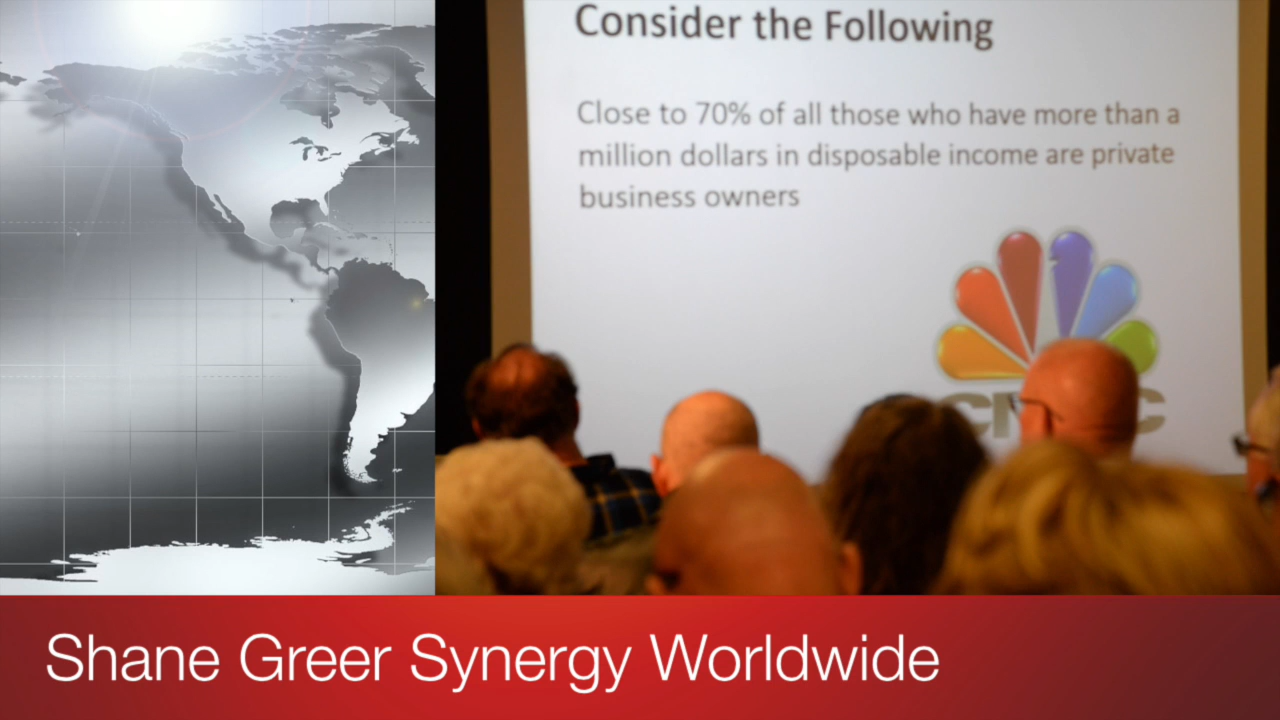 Consider the Following
Close to 70% of all those who have more than a
million dollars in disposable income are private
business owners
Shane Greer Synergy Worldwide